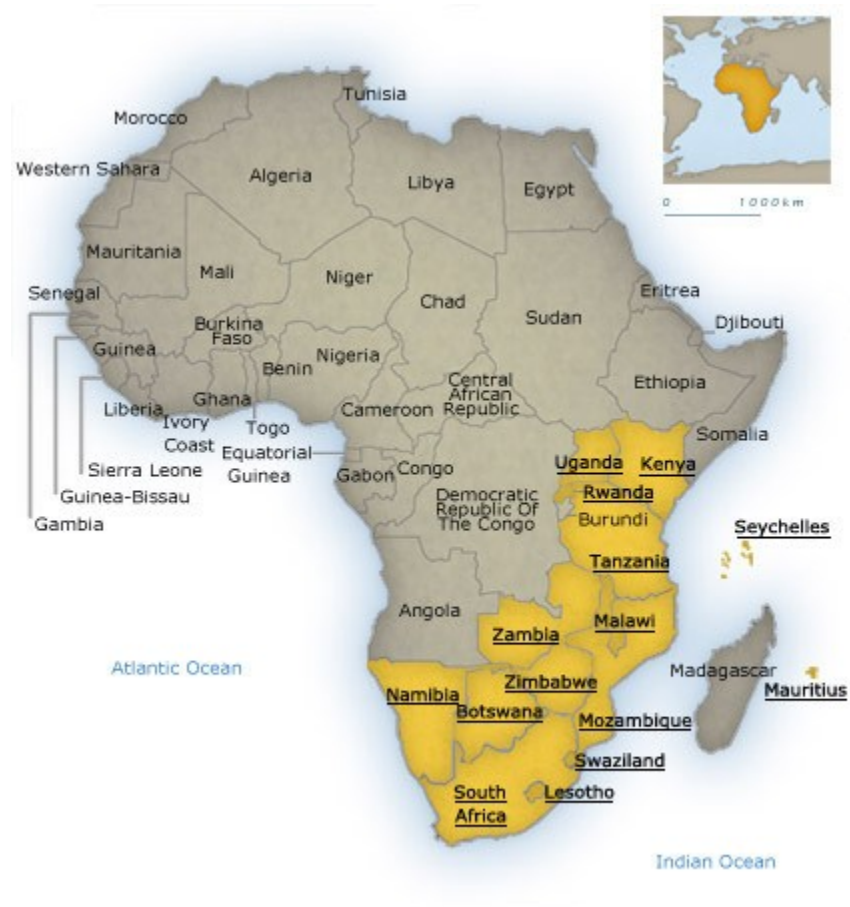 Tunisia
Morocco
0 1000km
Western Sahara
Algeria
Libya
Egypt
Mauritania
Mali
Niger
Senegal
Eritrea
Chad
Sudan
Djibouti
Burkina
Faso
Guinea
Nigeria
Benin
Central
African
Republic
Ethiopia
Ghana
Liberia
Cameroon
Ivory
Coast
Togo
Somalia
Equatorial
Guinea
Sierra Leone
Uganda
Kenya
Gabon
Congo
Guinea-Bissau
Rwanda
Democratic
Republic Of
The Congo
Burundi
Gambia
Seychelles
Tanzania
Angola
Malawi
Zambia
Atlantic Ocean
Madagascar
Zimbabwe
Mauritius
Namibia
Botswana
Mozambique
Swaziland
South
Africa
Lesotho
Indian Ocean